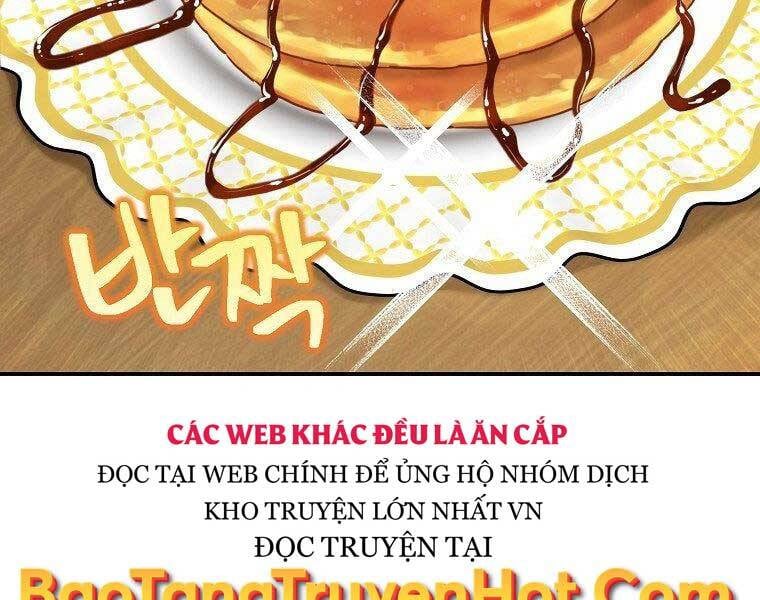 반짝
CÁC WEB KHÁC ĐỀU LÀ ĂN CẮP
ĐỌC TẠI WEB CHÍNH ĐỂ ỦNG HỘ NHÓM DỊCH
KHO TRUYỆN LỚN NHẤT VN
ĐỌC TRUYỆN TẠI
BaoTangTruyenHot.Com